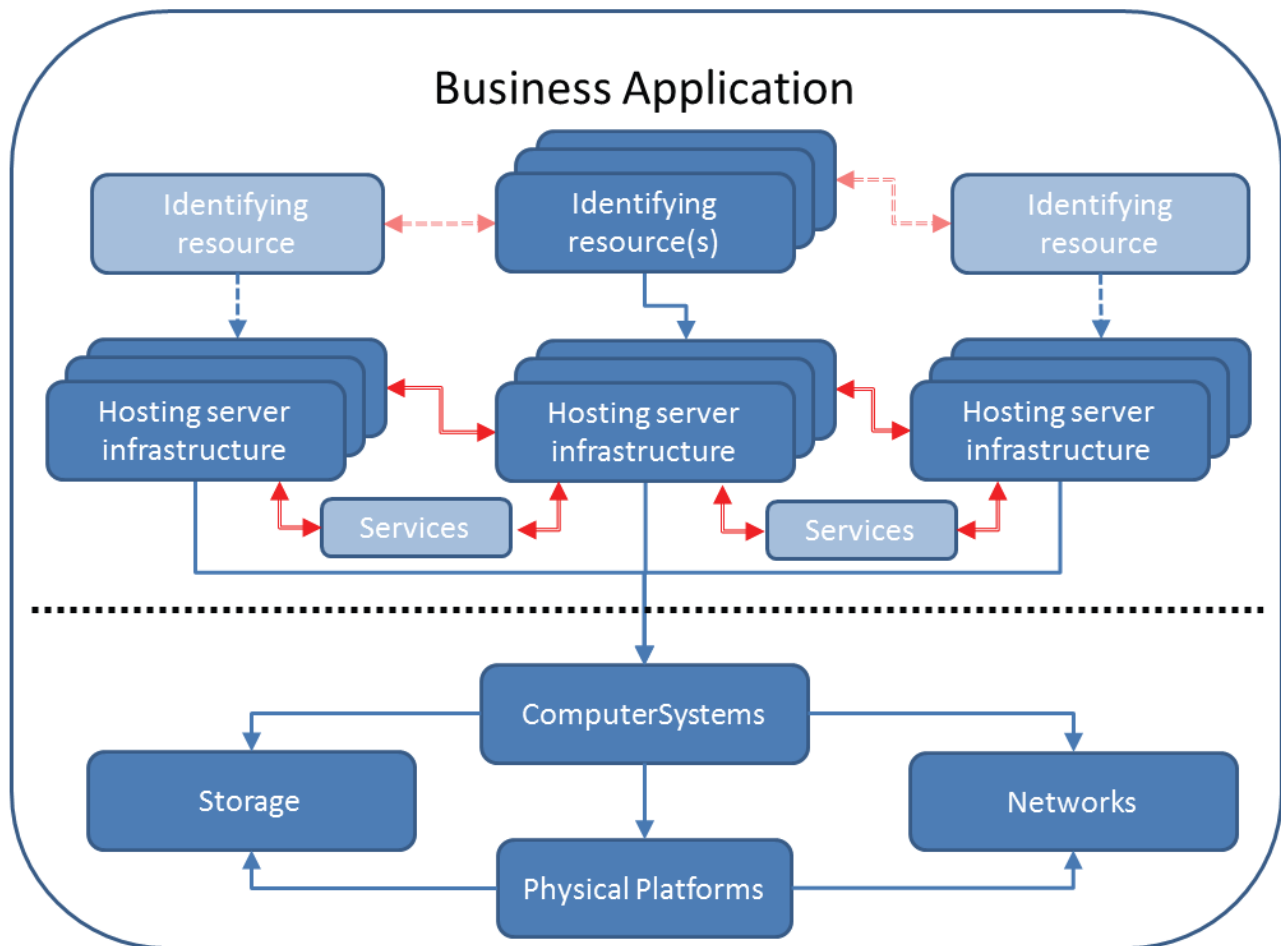 Business Application
Identifying
resource
Identifying
resource(s)
Identifying
resource
Hosting server
infrastructure
Hosting server
infrastructure
Hosting server
infrastructure
Services
Services
ComputerSystems
Storage
Networks
Physical Platforms